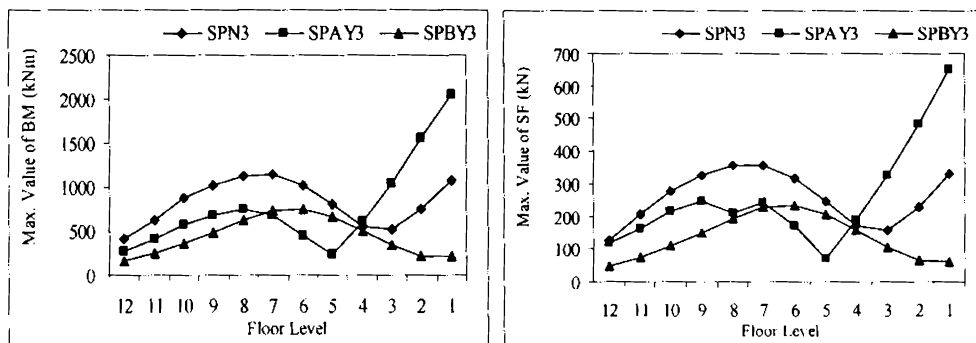 SPN3 SPAY3 SPBY3
Max. Value of BM (kNm)
2500
2000
1500
1000
500
0
12 11 10 9 8 7 6 5 4 3 2 1
Floor Level
SPN3 SPAY3 SPBY3
Max. Value of SF (kN)
700
600
500
400
300
200
100
0
12 11 10 9 8 7 6 5 4 3 2 1
Floor Level